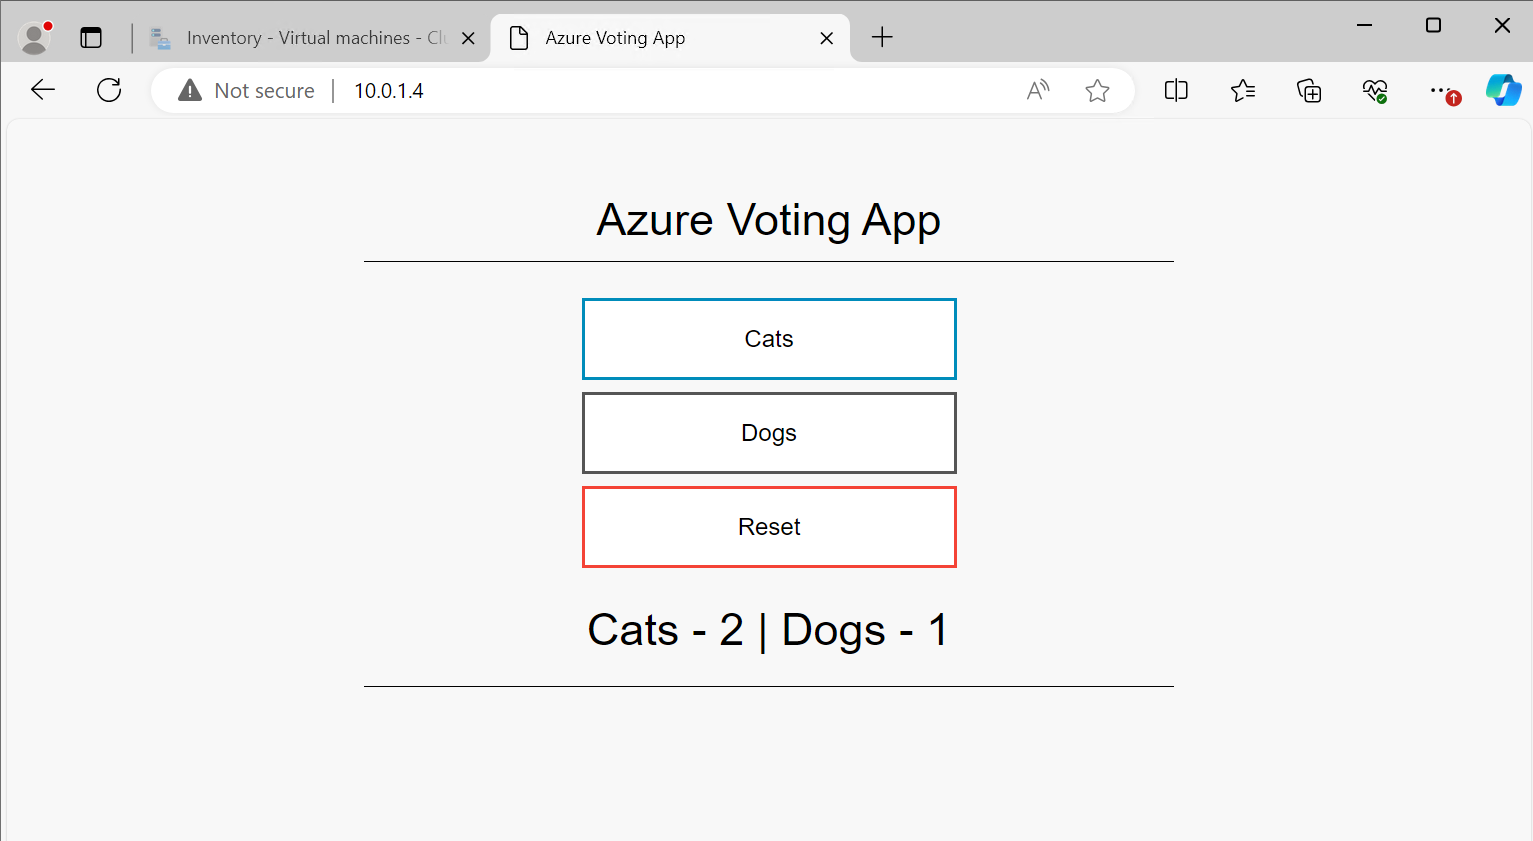 Inventory - Virtual machines - Clu
Azure Voting App
Not secure
10.0.1.4
Azure Voting App
Cats
Dogs
Reset
Cats - 2 | Dogs - 1